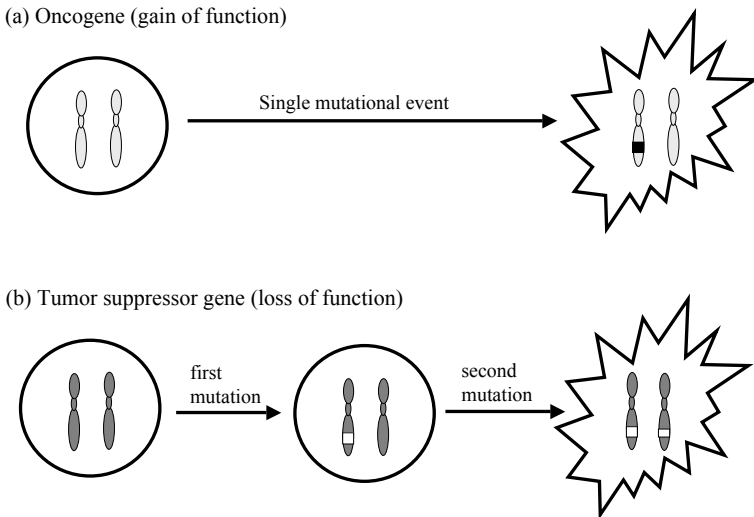 (a) Oncogene (gain of function)
Single mutational event
(b) Tumor suppressor gene (loss of function)
first
mutation
second
mutation